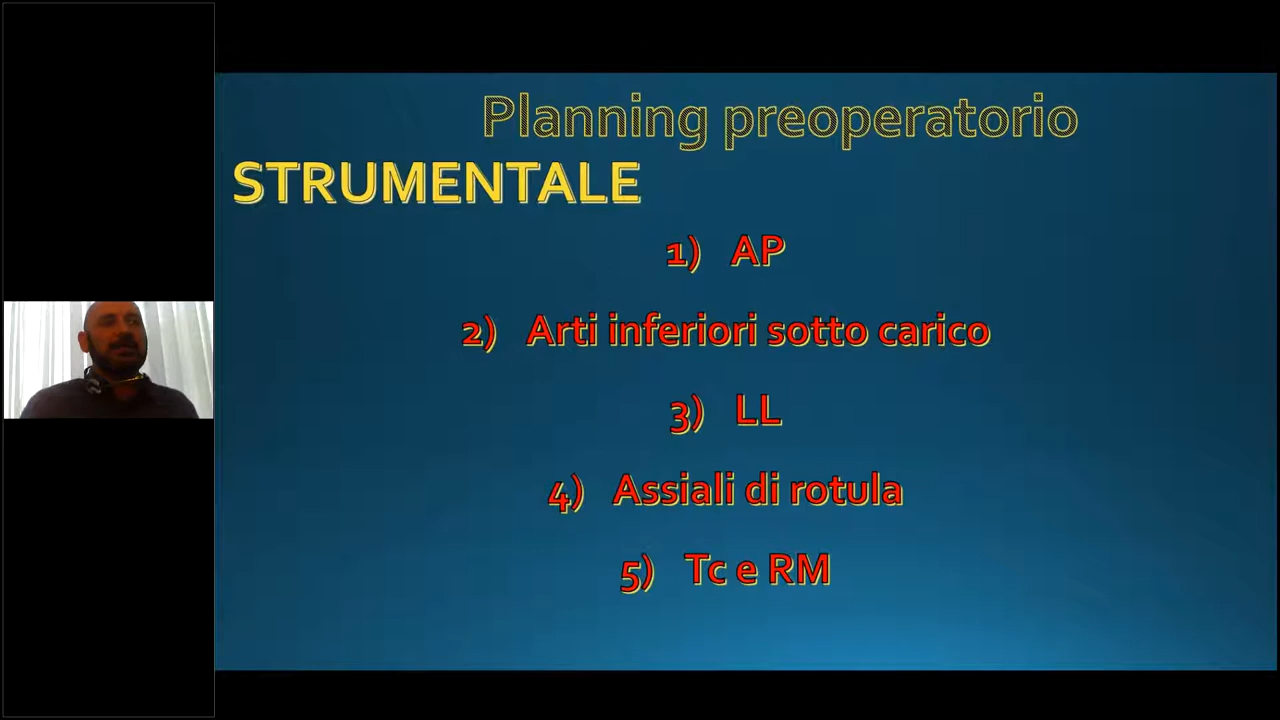 Planning preoperatorio
STRUMENTALE
1) AP
2) Arti inferiori sotto carico
3) LL
4) Assiali di rotula
5) Tc e RM